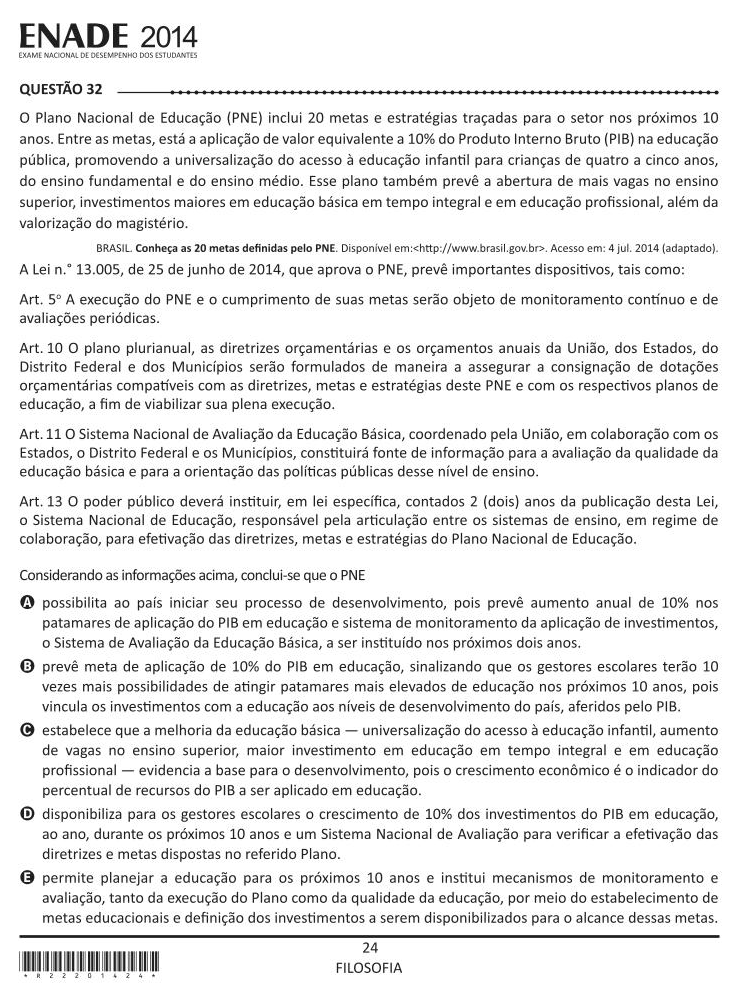 ENADE 2014
EXAME NACIONAL DE DESEMPENHO DOS ESTUDANTES
QUESTÃO 32
O Plano Nacional de Educação (PNE) inclui 20 metas e estratégias traçadas para o setor nos próximos 10
anos. Entre as metas, está a aplicação de valor equivalente a 10% do Produto Interno Bruto (PIB) na educação
pública, promovendo a universalização do acesso à educação infantil para crianças de quatro a cinco anos,
do ensino fundamental e do ensino médio. Esse plano também prevê a abertura de mais vagas no ensino
superior, investimentos maiores em educação básica em tempo integral e em educação profissional, além da
valorização do magistério.
BRASIL. Conheça as 20 metas definidas pelo PNE. Disponível em:<http://www.brasil.gov.br>. Acesso em: 4 jul. 2014 (adaptado).
A Lei n.° 13.005, de 25 de junho de 2014, que aprova o PNE, prevê importantes dispositivos, tais como:
Art. 5º A execução do PNE e o cumprimento de suas metas serão objeto de monitoramento contínuo e de
avaliações periódicas.
Art. 10 O plano plurianual, as diretrizes orçamentárias e os orçamentos anuais da União, dos Estados, do
Distrito Federal e dos Municípios serão formulados de maneira a assegurar a consignação de dotações
orçamentárias compatíveis com as diretrizes, metas e estratégias deste PNE e com os respectivos planos de
educação, a fim de viabilizar sua plena execução.
Art. 11 O Sistema Nacional de Avaliação da Educação Básica, coordenado pela União, em colaboração com os
Estados, o Distrito Federal e os Municípios, constituirá fonte de informação para a avaliação da qualidade da
educação básica e para a orientação das políticas públicas desse nível de ensino.
Art. 13 O poder público deverá instituir, em lei específica, contados 2 (dois) anos da publicação desta Lei,
o Sistema Nacional de Educação, responsável pela articulação entre os sistemas de ensino, em regime de
colaboração, para efetivação das diretrizes, metas e estratégias do Plano Nacional de Educação.
Considerando as informações acima, conclui-se que o PNE
A possibilita ao país iniciar seu processo de desenvolvimento, pois prevê aumento anual de 10% nos
patamares de aplicação do PIB em educação e sistema de monitoramento da aplicação de investimentos,
o Sistema de Avaliação da Educação Básica, a ser instituído nos próximos dois anos.
B prevê meta de aplicação de 10% do PIB em educação, sinalizando que os gestores escolares terão 10
vezes mais possibilidades de atingir patamares mais elevados de educação nos próximos 10 anos, pois
vincula os investimentos com a educação aos níveis de desenvolvimento do país, aferidos pelo PIB.
C estabelece que a melhoria da educação básica — universalização do acesso à educação infantil, aumento
de vagas no ensino superior, maior investimento em educação em tempo integral e em educação
profissional — evidencia a base para o desenvolvimento, pois o crescimento econômico é o indicador do
percentual de recursos do PIB a ser aplicado em educação.
D disponibiliza para os gestores escolares o crescimento de 10% dos investimentos do PIB em educação,
ao ano, durante os próximos 10 anos e um Sistema Nacional de Avaliação para verificar a efetivação das
diretrizes e metas dispostas no referido Plano.
E permite planejar a educação para os próximos 10 anos e institui mecanismos de monitoramento e
avaliação, tanto da execução do Plano como da qualidade da educação, por meio do estabelecimento de
metas educacionais e definição dos investimentos a serem disponibilizados para o alcance dessas metas.
24
FILOSOFIA
*R2220142​4*